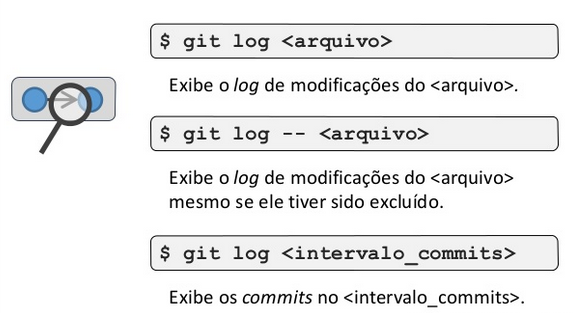 $ git log <arquivo>
Exibe o log de modificações do <arquivo>.
$ git log -- <arquivo>
Exibe o log de modificações do <arquivo>
mesmo se ele tiver sido excluído.
$ git log <intervalo_commits>
Exibe os commits no <intervalo_commits>.